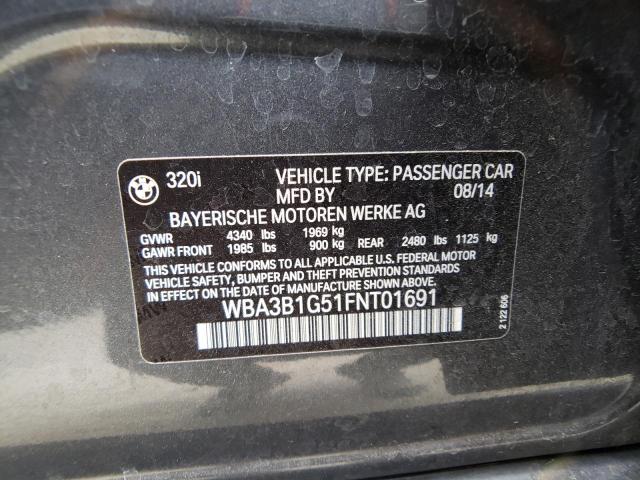 BMW
320i VEHICLE TYPE: PASSENGER CAR
MFD BY 08/14
BAYERISCHE MOTOREN WERKE AG
GVWR 4340 lbs 1969 kg
GAWR FRONT 1985 lbs 900 kg REAR 2480 lbs 1125 kg
THIS VEHICLE CONFORMS TO ALL APPLICABLE U.S. FEDERAL MOTOR
VEHICLE SAFETY, BUMPER AND THEFT PREVENTION STANDARDS
IN EFFECT ON THE DATE OF MANUFACTURE SHOWN ABOVE.
WBA3B1G51FNT01691
2 122 606